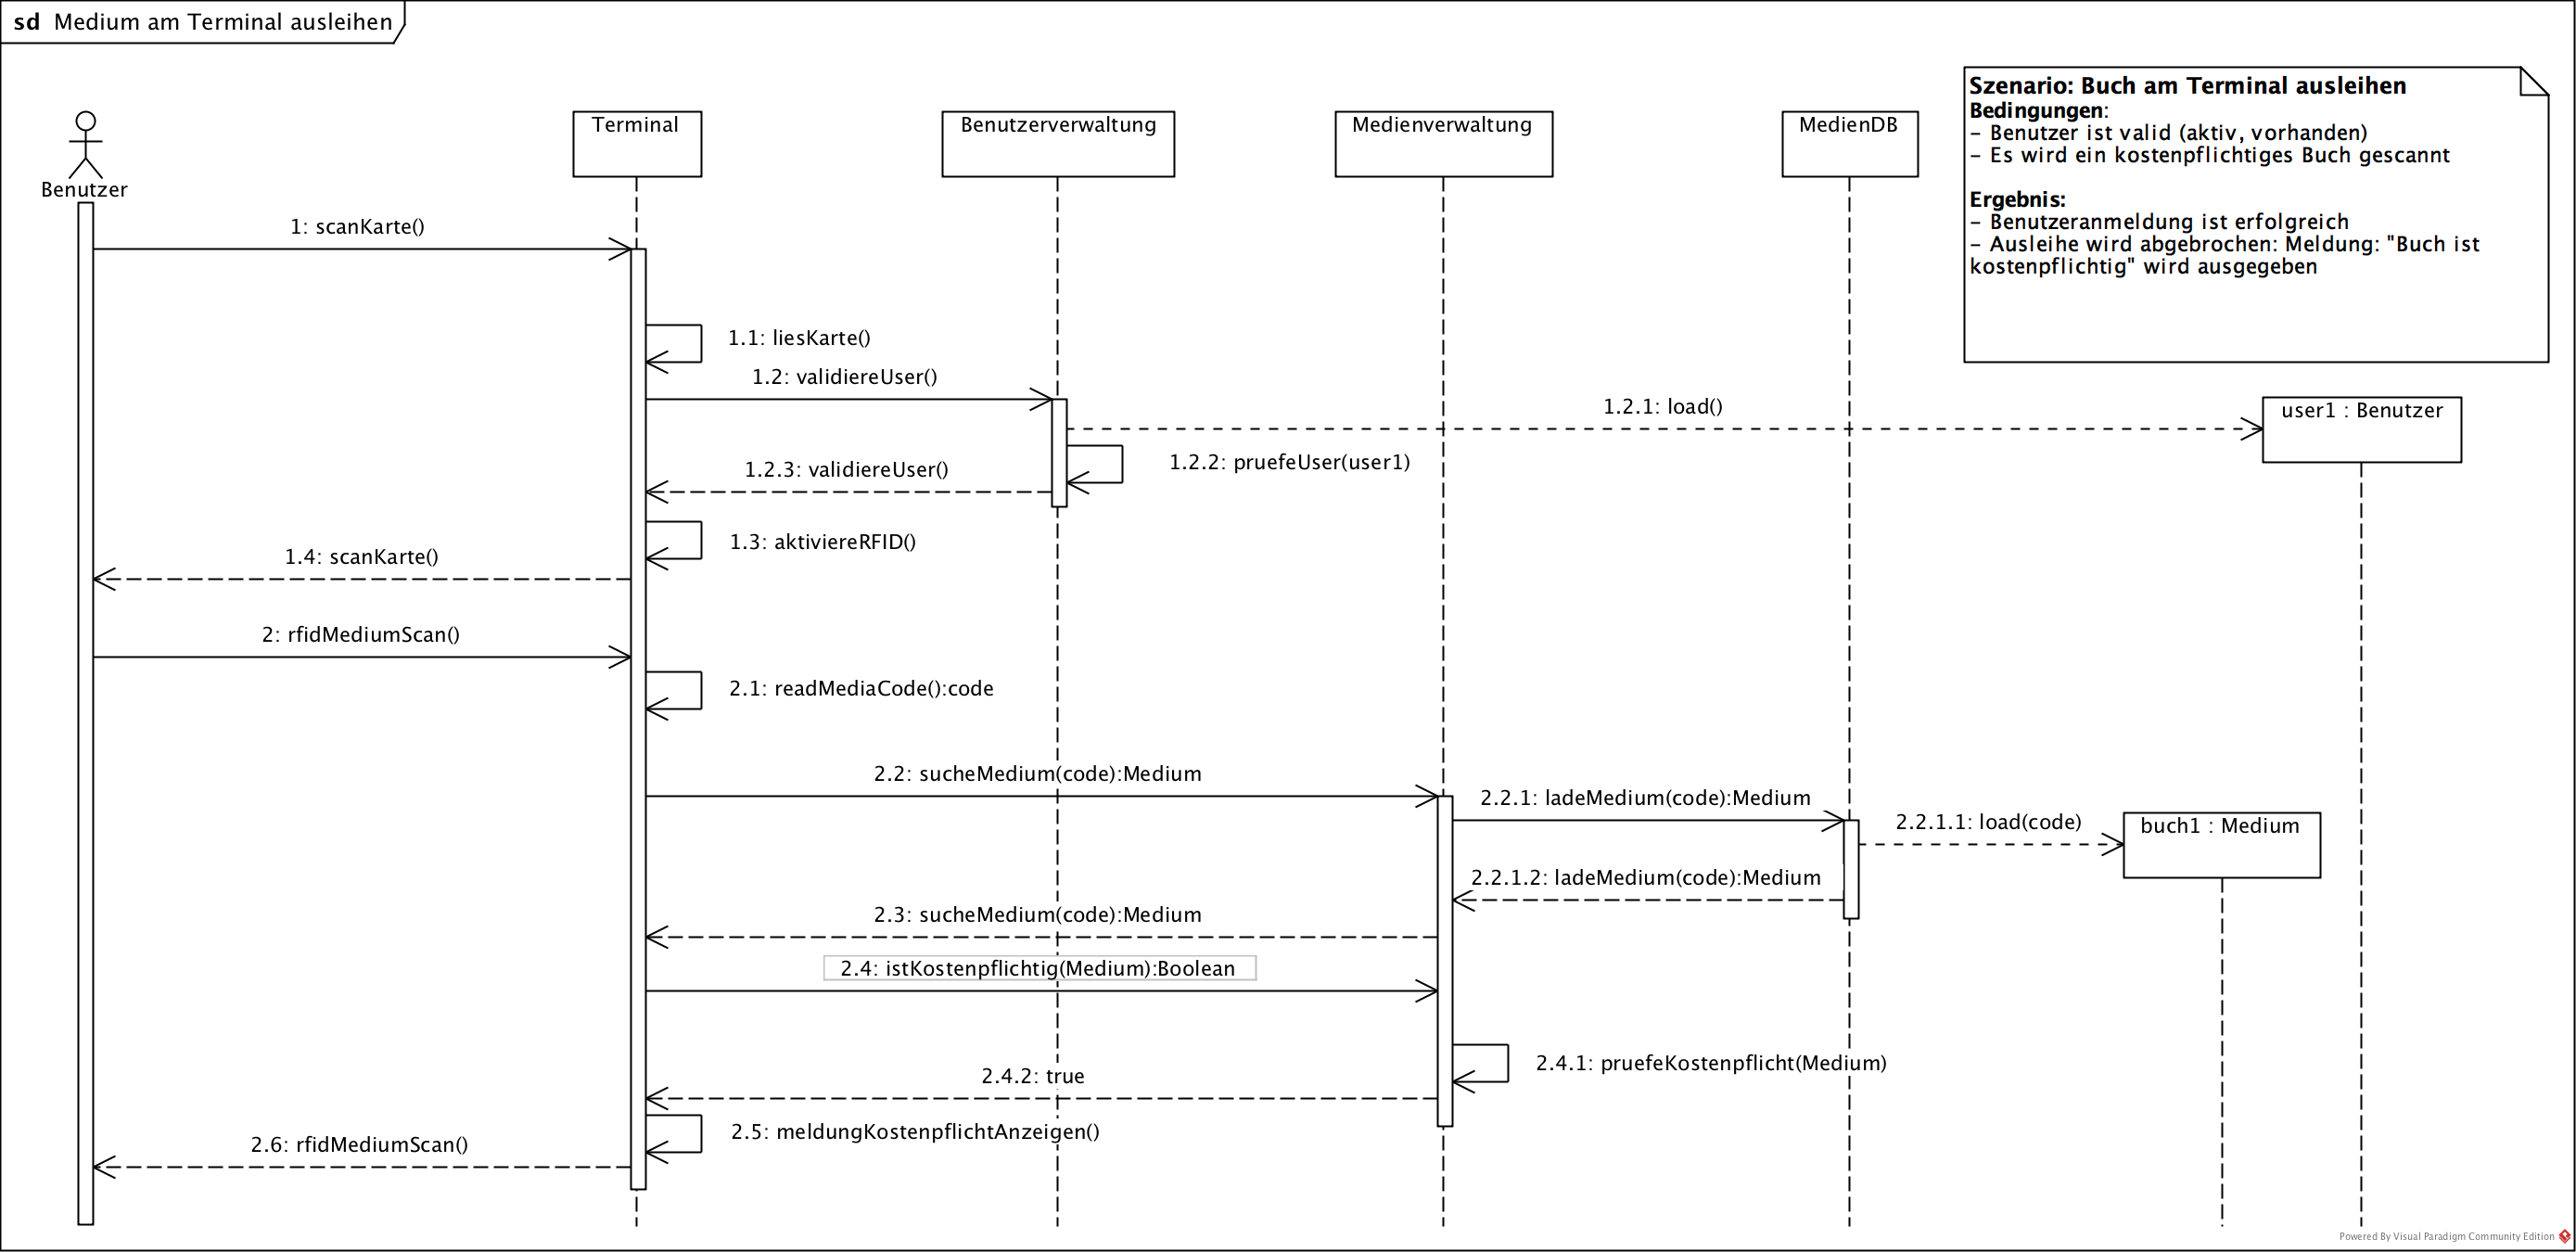 sd Medium am Terminal ausleihen
Szenario: Buch am Terminal ausleihen
Bedingungen:
- Benutzer ist valid (aktiv, vorhanden)
- Es wird ein kostenpflichtiges Buch gescannt
Ergebnis:
- Benutzeranmeldung ist erfolgreich
- Ausleihe wird abgebrochen: Meldung: "Buch ist
kostenpflichtig" wird ausgegeben
Benutzer
Terminal
Benutzerverwaltung
Medienverwaltung
MedienDB
1: scanKarte()
1.1: liesKarte()
1.2: validiereUser()
1.2.1: load()
user1 : Benutzer
1.2.2: pruefeUser(user1)
1.2.3: validiereUser()
1.3: aktiviereRFID()
1.4: scanKarte()
2: rfidMediumScan()
2.1: readMediaCode():code
2.2: sucheMedium(code):Medium
2.2.1: ladeMedium(code):Medium
2.2.1.1: load(code)
buch1 : Medium
2.2.1.2: ladeMedium(code):Medium
2.3: sucheMedium(code):Medium
2.4: istKostenpflichtig(Medium):Boolean
2.4.1: pruefeKostenpflicht(Medium)
2.4.2: true
2.5: meldungKostenpflichtAnzeigen()
2.6: rfidMediumScan()
Powered By Visual Paradigm Community Edition